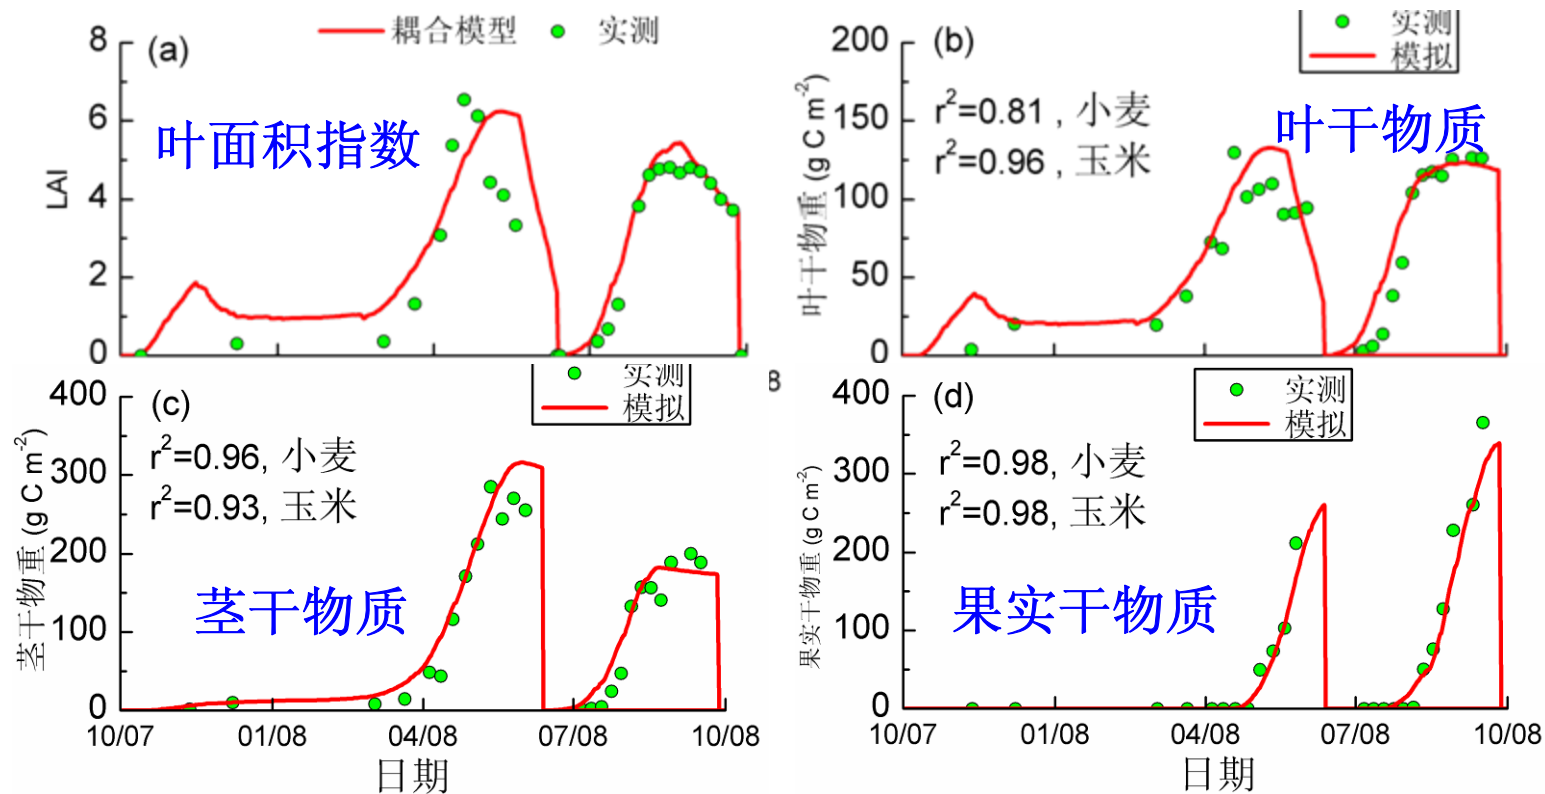 (a)
耦合模型
实测
叶面积指数
LAI
8
6
4
2
0
(b)
实测
模拟
r²=0.81 , 小麦
r²=0.96 , 玉米
叶干物质
叶干物重 (g C m⁻²)
200
150
100
50
0
8
(c)
实测
模拟
r²=0.96, 小麦
r²=0.93, 玉米
茎干物质
茎干物重 (g C m⁻²)
400
300
200
100
0
10/07
01/08
04/08
07/08
10/08
日期
(d)
实测
模拟
r²=0.98, 小麦
r²=0.98, 玉米
果实干物质
果实干物重 (g C m⁻²)
400
300
200
100
0
10/07
01/08
04/08
07/08
10/08
日期